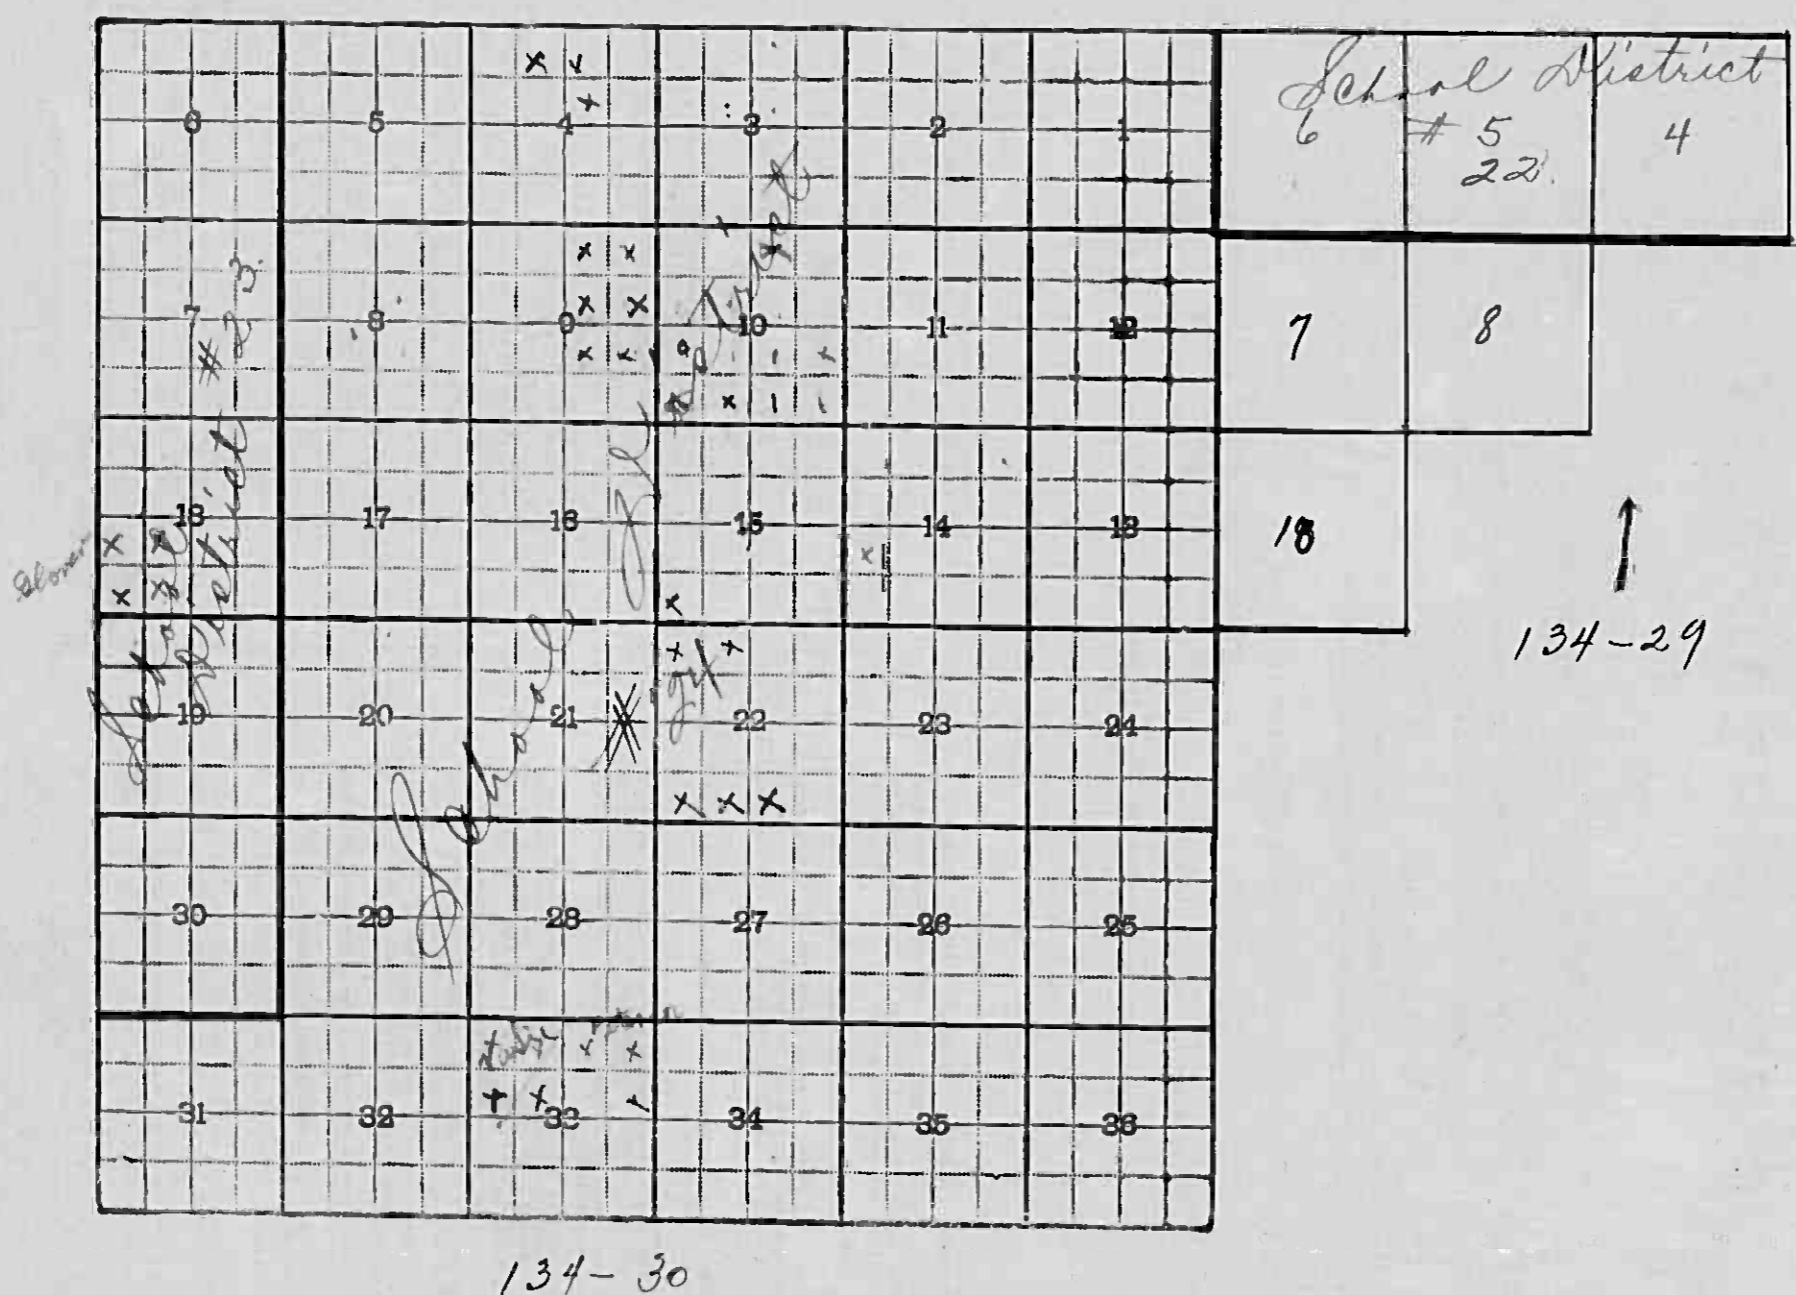 School District
6 # 5 4
22.
6 5 4 3 2 1
7 8 9 10 11 12 7 8
18 17 16 15 14 13 18
19 20 21 22 23 24
30 29 28 27 26 25
31 32 33 34 35 36
School District
School District
# 23.
134-29
134-30